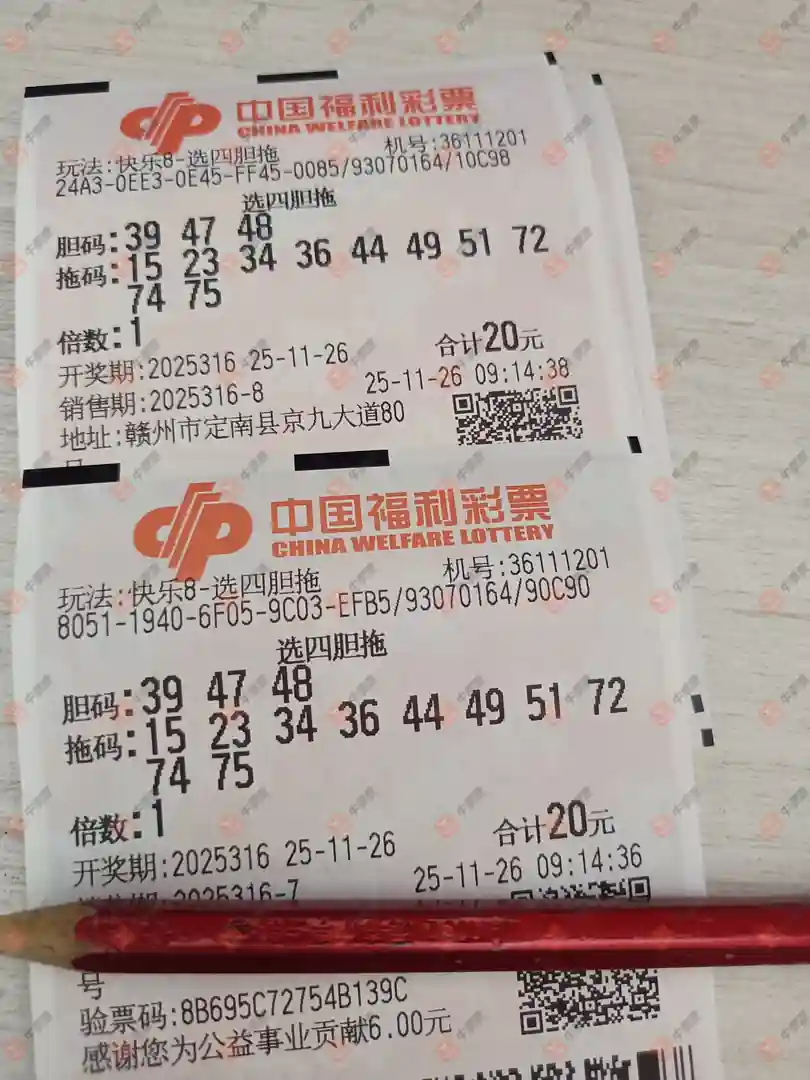 中国福利彩票
CHINA WELFARE LOTTERY
玩法:快乐8-选四胆拖 机号:36111201
24A3-0EE3-0E45-FF45-0085/93070164/10C98
选四胆拖
胆码:39 47 48
拖码:15 23 34 36 44 49 51 72
74 75
倍数:1 合计20元
开奖期:2025316 25-11-26
销售期:2025316-8 25-11-26 09:14:38
地址:赣州市定南县京九大道80
中国福利彩票
CHINA WELFARE LOTTERY
玩法:快乐8-选四胆拖 机号:36111201
8051-1940-6F05-9C03-EFB5/93070164/90C90
选四胆拖
胆码:39 47 48
拖码:15 23 34 36 44 49 51 72
74 75
倍数:1 合计20元
开奖期:2025316 25-11-26
2025316-7 25-11-26 09:14:36
号
验票码:8B695C72754B139C
感谢您为公益事业贡献6.00元